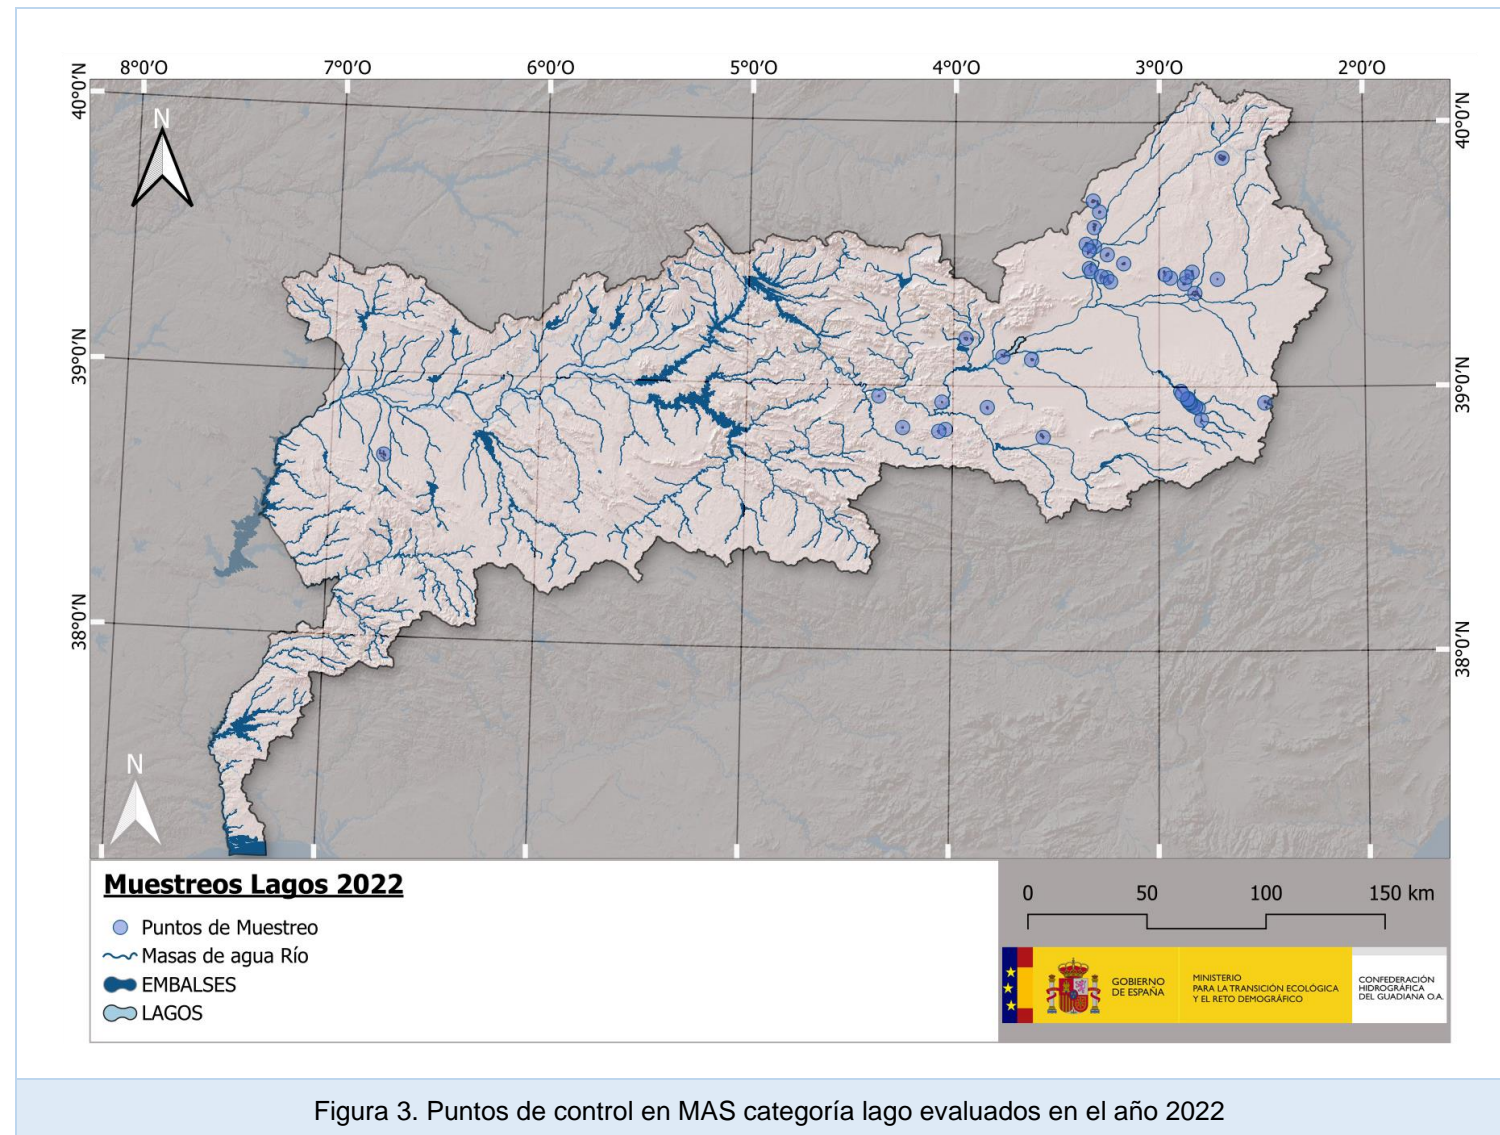 8°0′O 7°0′O 6°0′O 5°0′O 4°0′O 3°0′O 2°0′O
40°0′N
40°0′N
N
39°0′N
39°0′N
38°0′N
38°0′N
N
Muestreos Lagos 2022
Puntos de Muestreo
Masas de agua Río
EMBALSES
LAGOS
0 50 100 150 km
GOBIERNO
DE ESPAÑA
MINISTERIO
PARA LA TRANSICIÓN ECOLÓGICA
Y EL RETO DEMOGRÁFICO
CONFEDERACIÓN
HIDROGRÁFICA
DEL GUADIANA O.A.
Figura 3. Puntos de control en MAS categoría lago evaluados en el año 2022